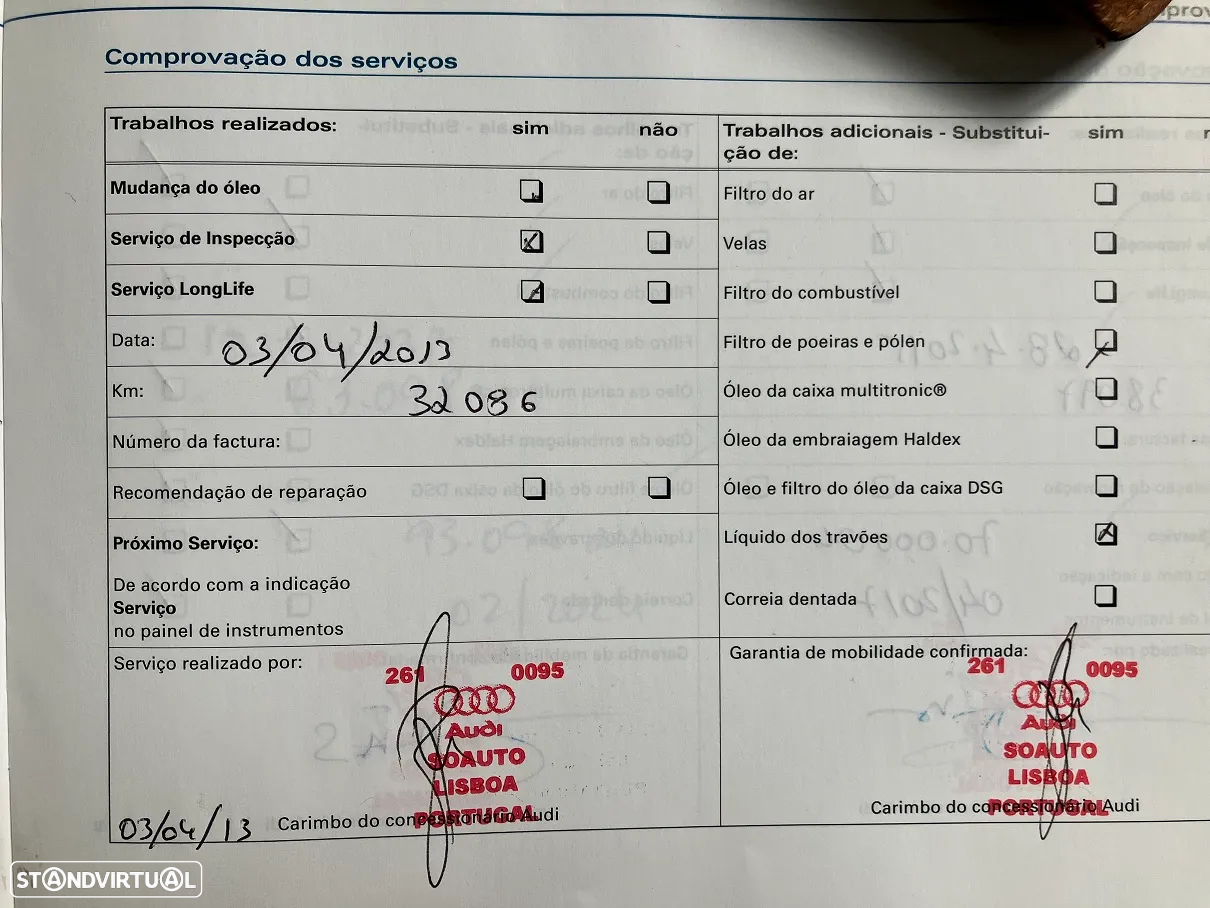 Comprovação dos serviços
Trabalhos realizados: sim não
Mudança do óleo
Serviço de Inspecção
Serviço LongLife
Data: 03/04/2013
Km: 32 086
Número da factura:
Recomendação de reparação
Próximo Serviço:
De acordo com a indicação
Serviço
no painel de instrumentos
Serviço realizado por:
261 0095
Audi
SOAUTO
LISBOA
PORTUGAL
03/04/13 Carimbo do concessionário Audi
Trabalhos adicionais - Substitui-
ção de: sim
Filtro do ar
Velas
Filtro do combustível
Filtro de poeiras e pólen
Óleo da caixa multitronic®
Óleo da embraiagem Haldex
Óleo e filtro do óleo da caixa DSG
Líquido dos travões
Correia dentada
Garantia de mobilidade confirmada:
261 0095
Audi
SOAUTO
LISBOA
PORTUGAL
Carimbo do concessionário Audi
STANDVIRTUAL